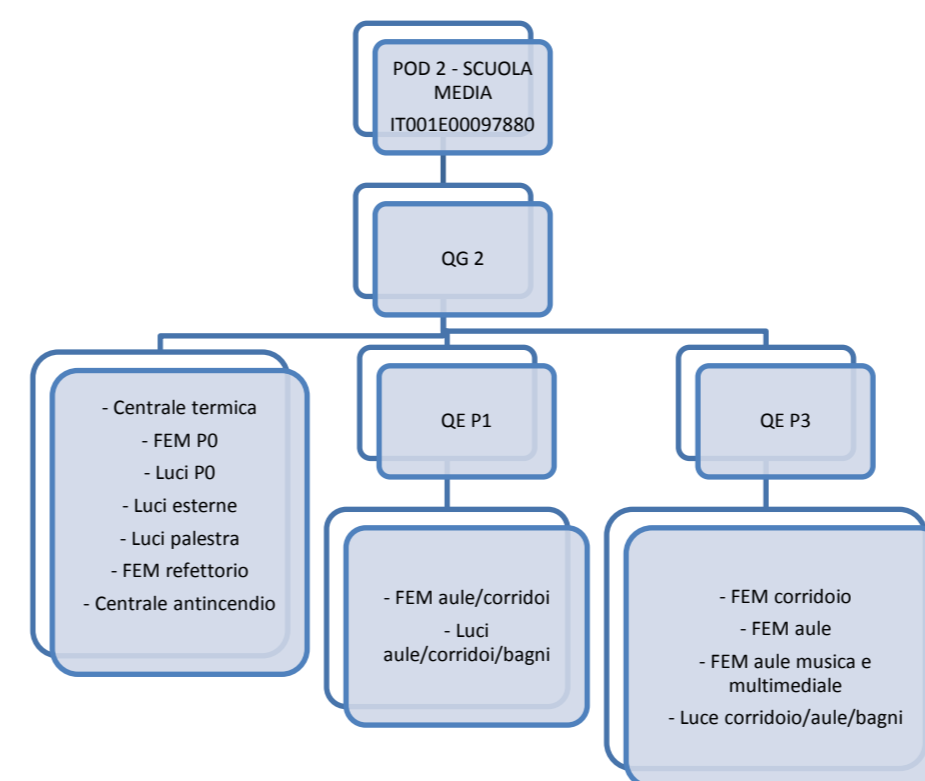 POD 2 - SCUOLA
MEDIA
IT001E00097880
QG 2
- Centrale termica
- FEM P0
- Luci P0
- Luci esterne
- Luci palestra
- FEM refettorio
- Centrale antincendio
QE P1
- FEM aule/corridoi
- Luci
aule/corridoi/bagni
QE P3
- FEM corridoio
- FEM aule
- FEM aule musica e
multimediale
- Luce corridoio/aule/bagni